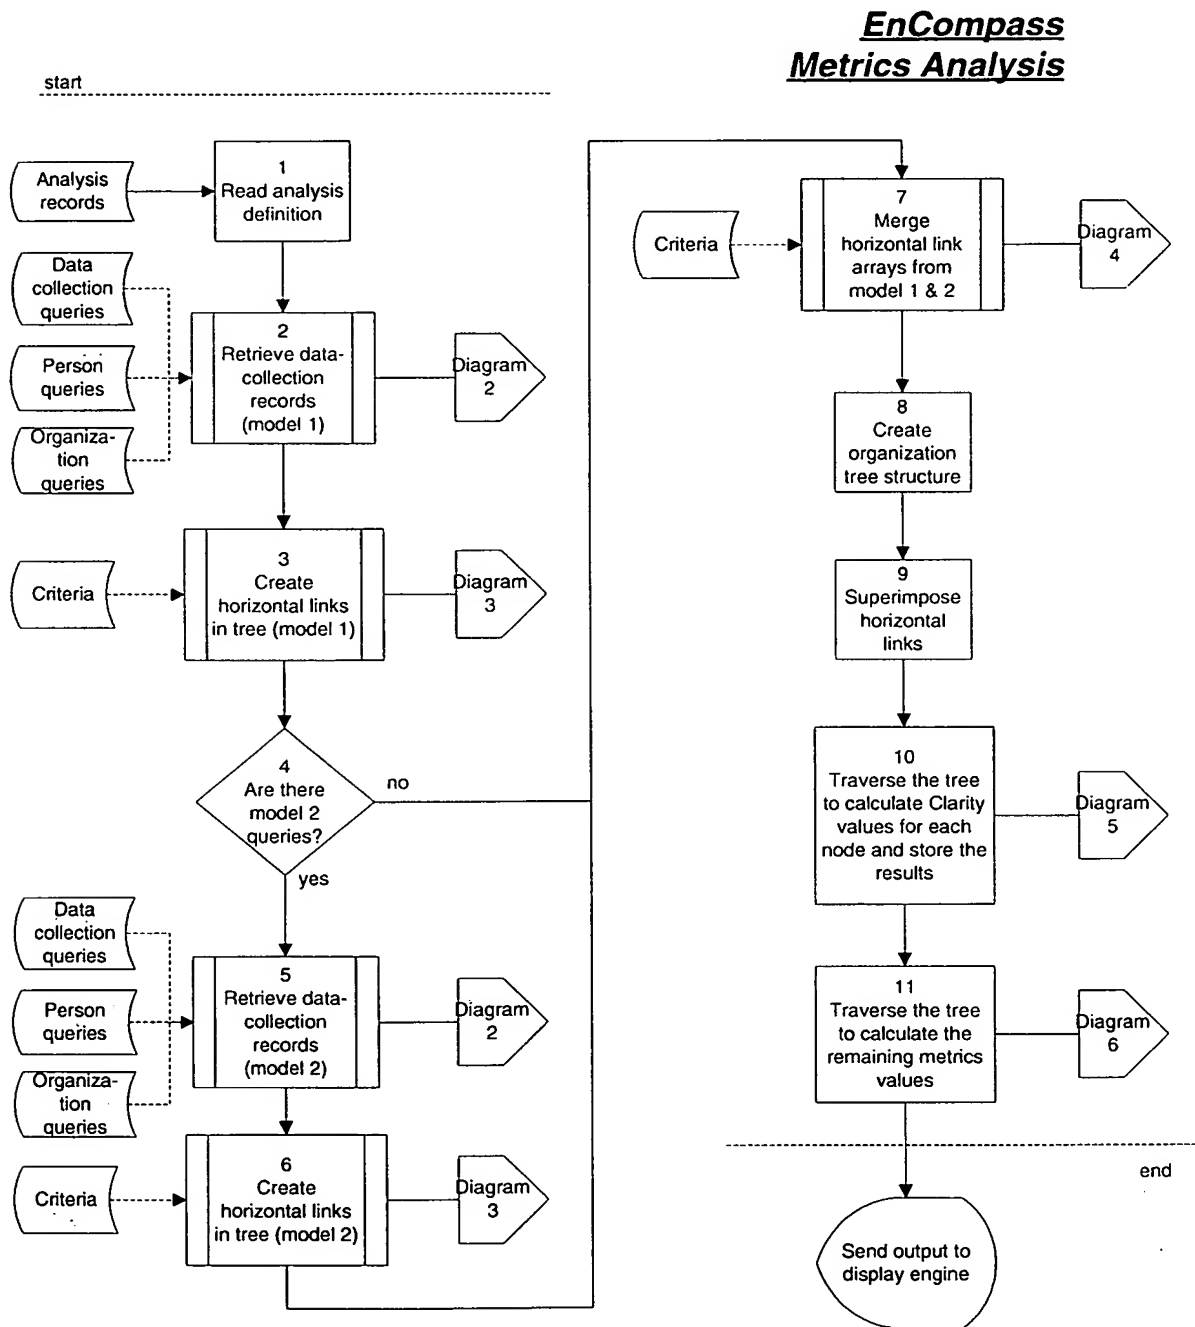 EnCompass
Metrics Analysis
start
Analysis
records
1
Read analysis
definition
Data
collection
queries
Person
queries
Organiza-
tion
queries
2
Retrieve data-
collection
records
(model 1)
Diagram
2
Criteria
3
Create
horizontal links
in tree (model 1)
Diagram
3
4
Are there
model 2
queries?
no
yes
Data
collection
queries
Person
queries
Organiza-
tion
queries
5
Retrieve data-
collection
records
(model 2)
Diagram
2
Criteria
6
Create
horizontal links
in tree (model 2)
Diagram
3
Criteria
7
Merge
horizontal link
arrays from
model 1 & 2
Diagram
4
8
Create
organization
tree structure
9
Superimpose
horizontal
links
10
Traverse the tree
to calculate Clarity
values for each
node and store the
results
Diagram
5
11
Traverse the tree
to calculate the
remaining metrics
values
Diagram
6
end
Send output to
display engine